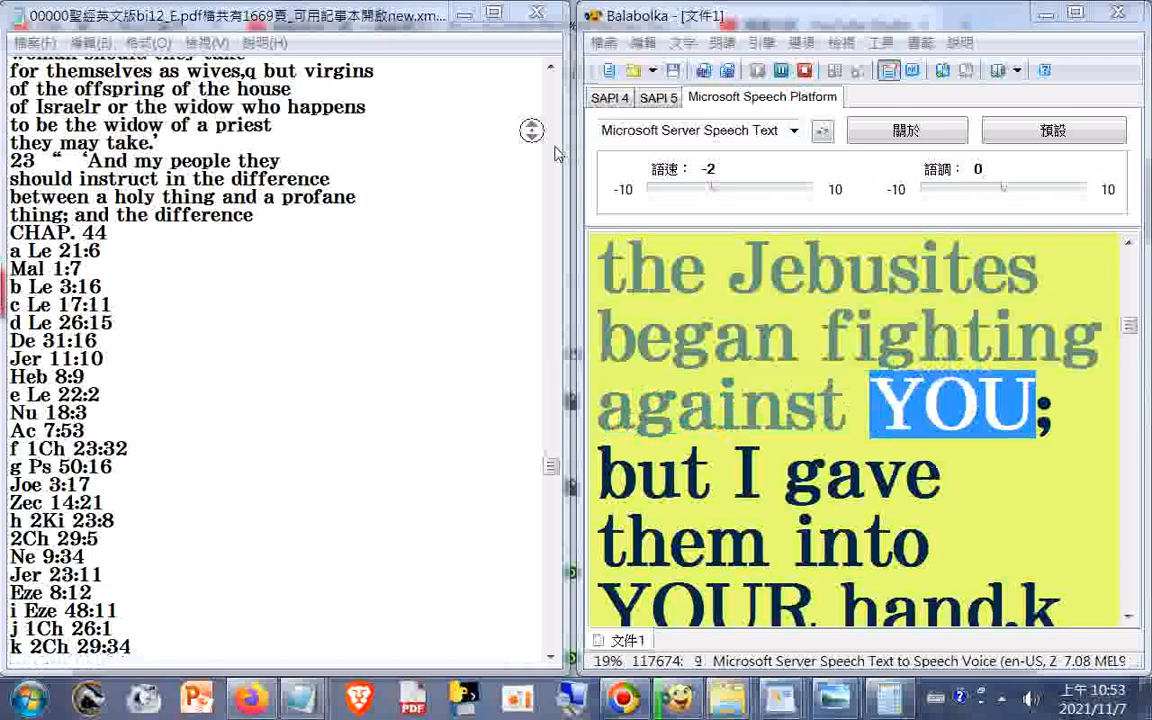 00000聖經英文版bi12_E.pdf檔共有1669頁_可用記事本開啟new.xm...
檔案(F) 編輯(E) 格式(O) 檢視(V) 說明(H)
woman should they take
for themselves as wives,q but virgins
of the offspring of the house
of Israelr or the widow who happens
to be the widow of a priest
they may take.’
23 “ ‘And my people they
should instruct in the difference
between a holy thing and a profane
thing; and the difference
CHAP. 44
a Le 21:6
Mal 1:7
b Le 3:16
c Le 17:11
d Le 26:15
De 31:16
Jer 11:10
Heb 8:9
e Le 22:2
Nu 18:3
Ac 7:53
f 1Ch 23:32
g Ps 50:16
Joe 3:17
Zec 14:21
h 2Ki 23:8
2Ch 29:5
Ne 9:34
Jer 23:11
Eze 8:12
i Eze 48:11
j 1Ch 26:1
k 2Ch 29:34
Balabolka - [文件1]
檔案 編輯 文字 朗讀 引擎 選項 檢視 工具 書籤 說明
SAPI 4 SAPI 5 Microsoft Speech Platform
Microsoft Server Speech Text 關於 預設
語速： -2 語調： 0
-10 10 -10 10
the Jebusites
began fighting
against YOU;
but I gave
them into
YOUR hand.k
文件1
19% 117674: 9 Microsoft Server Speech Text to Speech Voice (en-US, Z 7.08 MEL9
PDF
上午 10:53
2021/11/7